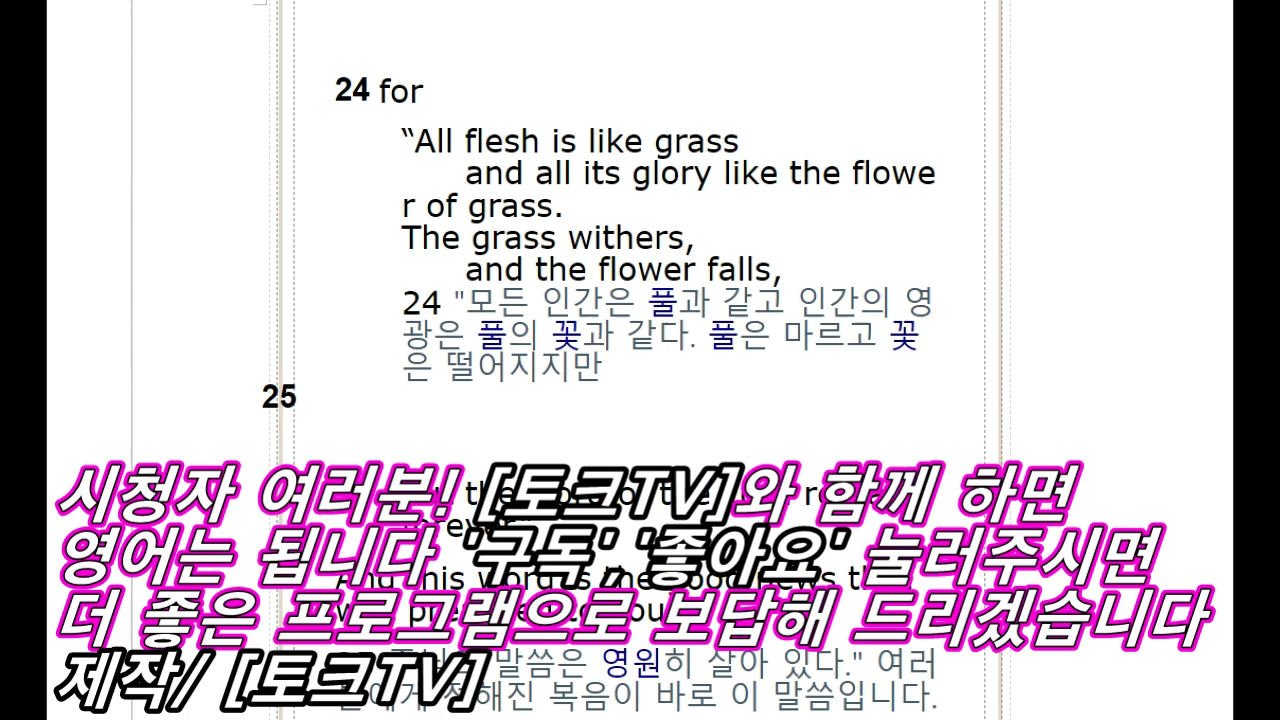 24 for
“All flesh is like grass
and all its glory like the flowe
r of grass.
The grass withers,
and the flower falls,
24 "모든 인간은 풀과 같고 인간의 영
광은 풀의 꽃과 같다. 풀은 마르고 꽃
은 떨어지지만
25
시청자 여러분! [토크TV]와 함께 하면
영어는 됩니다 '구독', '좋아요' 눌러주시면
더 좋은 프로그램으로 보답해 드리겠습니다
제작/ [토크TV]
말씀은 영원히 살아 있다." 여러
전해진 복음이 바로 이 말씀입니다.